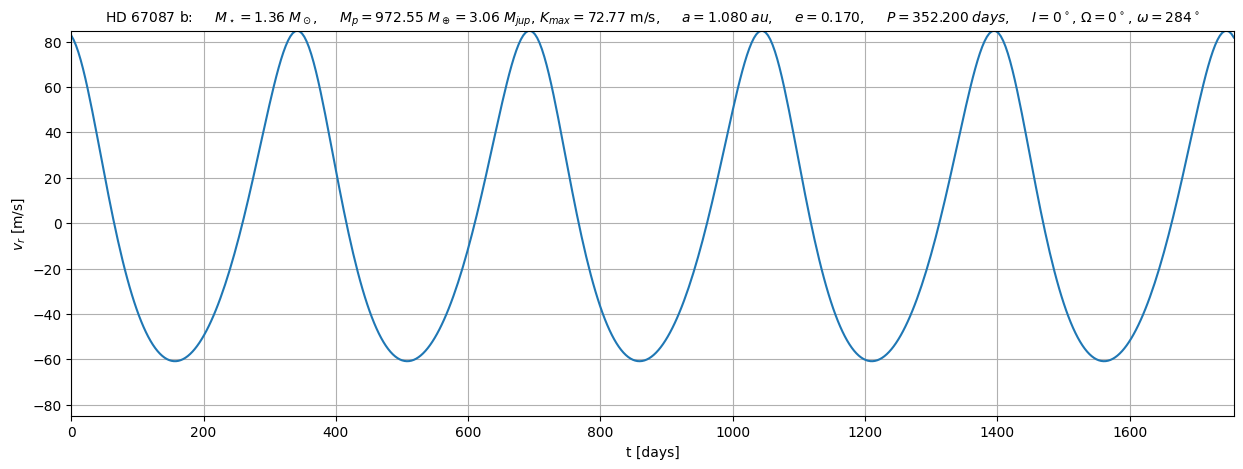 HD 67087 b: M⋆ = 1.36 M⊙, Mp = 972.55 M⊕ = 3.06 Mjup, Kmax = 72.77 m/s, a = 1.080 au, e = 0.170, P = 352.200 days, I = 0°, Ω = 0°, ω = 284°
80
60
40
20
0
−20
−40
−60
−80
vr [m/s]
0 200 400 600 800 1000 1200 1400 1600
t [days]